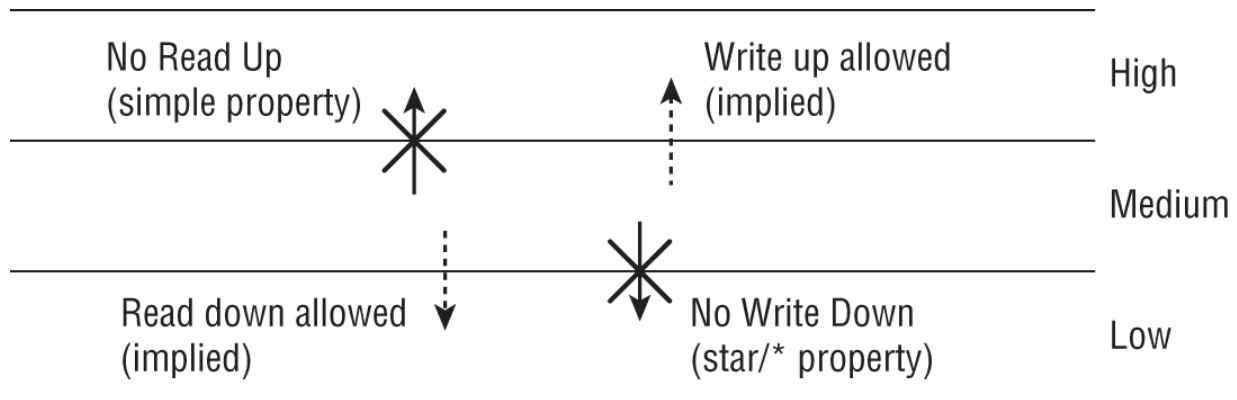 No Read Up
(simple property)
Write up allowed
(implied)
High
Medium
Read down allowed
(implied)
No Write Down
(star/* property)
Low